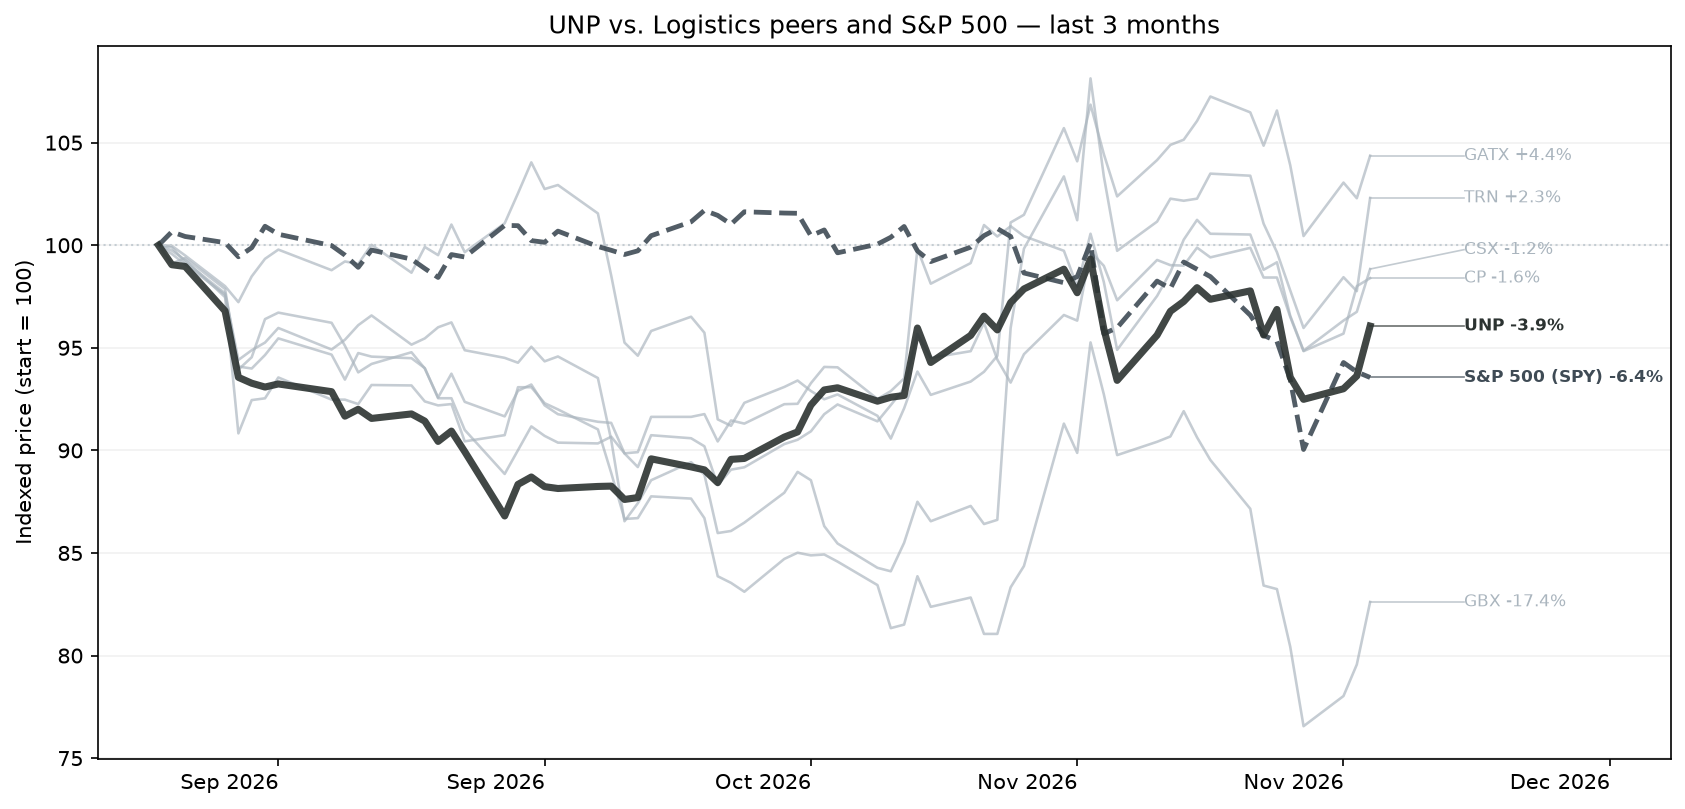 UNP vs. Logistics peers and S&P 500 — last 3 months
Indexed price (start = 100)
105
100
95
90
85
80
75
GATX +4.4%
TRN +2.3%
CSX -1.2%
CP -1.6%
UNP -3.9%
S&P 500 (SPY) -6.4%
GBX -17.4%
Sep 2026
Sep 2026
Oct 2026
Nov 2026
Nov 2026
Dec 2026